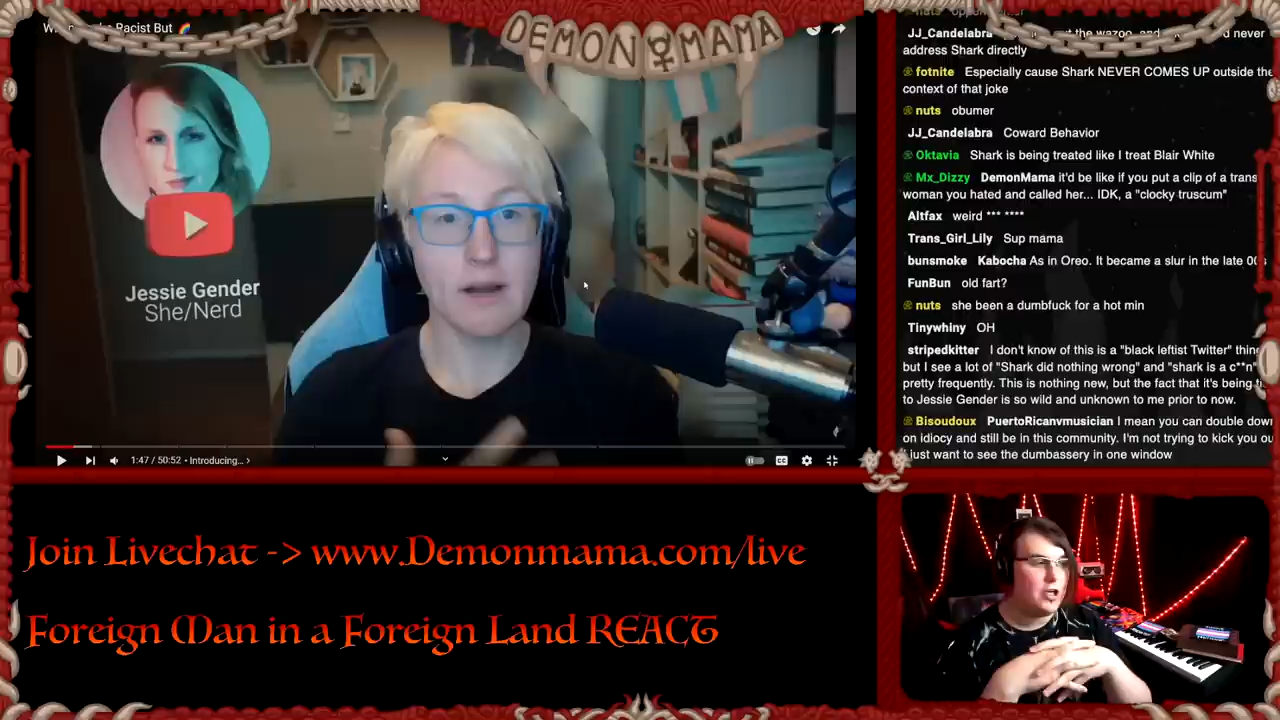 Racist But
DEMON MAMA
Jessie Gender
She/Nerd
1:47 / 50:52 • Introducing... >
JJ_Candelabra the wazoo, never
address Shark directly
fotnite Especially cause Shark NEVER COMES UP outside the
context of that joke
nuts obumer
JJ_Candelabra Coward Behavior
Oktavia Shark is being treated like I treat Blair White
Mx_Dizzy DemonMama it'd be like if you put a clip of a trans
woman you hated and called her... IDK, a "clocky truscum"
Altfax weird *** ****
Trans_Girl_Lily Sup mama
bunsmoke Kabocha As in Oreo. It became a slur in the late 00
FunBun old fart?
nuts she been a dumbfuck for a hot min
Tinywhiny OH
stripedkitter I don't know of this is a "black leftist Twitter"
but I see a lot of "Shark did nothing wrong" and "shark is a c**n"
pretty frequently. This is nothing new, but the fact that it's being
to Jessie Gender is so wild and unknown to me prior to now.
Bisoudoux PuertoRicanvmusician I mean you can double down
on idiocy and still be in this community. I'm not trying to kick you
just want to see the dumbassery in one window
Join Livechat -> www.Demonmama.com/live
Foreign Man in a Foreign Land REACT